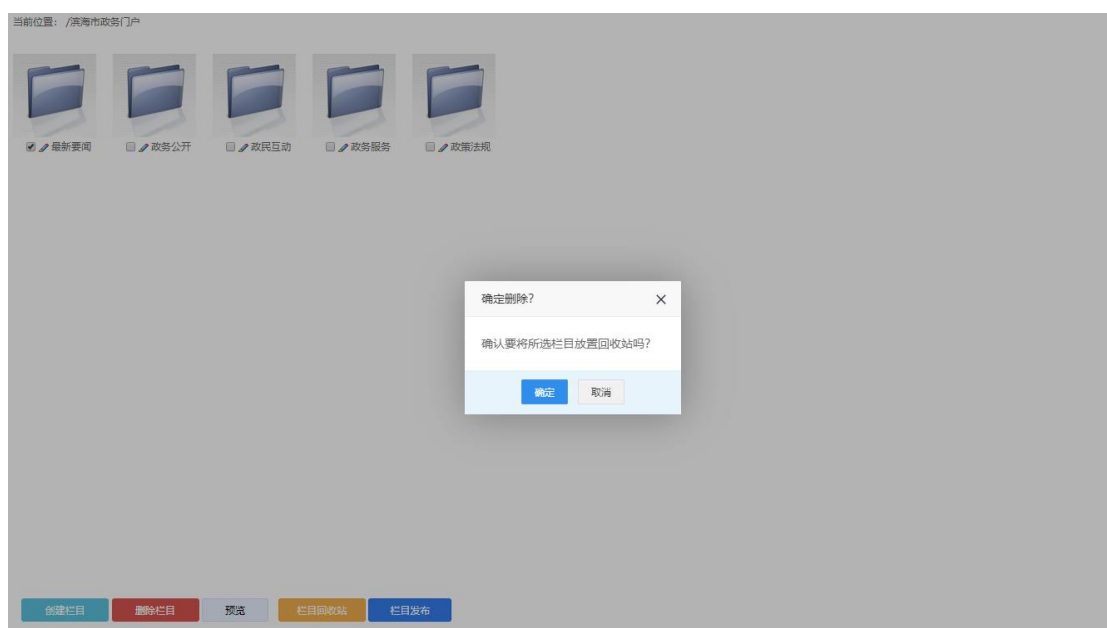 当前位置： /滨海市政务门户
最新要闻 政务公开 政民互动 政务服务 政策法规
确定删除？
确认要将所选栏目放置回收站吗？
确定 取消
创建栏目 删除栏目 预览 栏目回收站 栏目发布